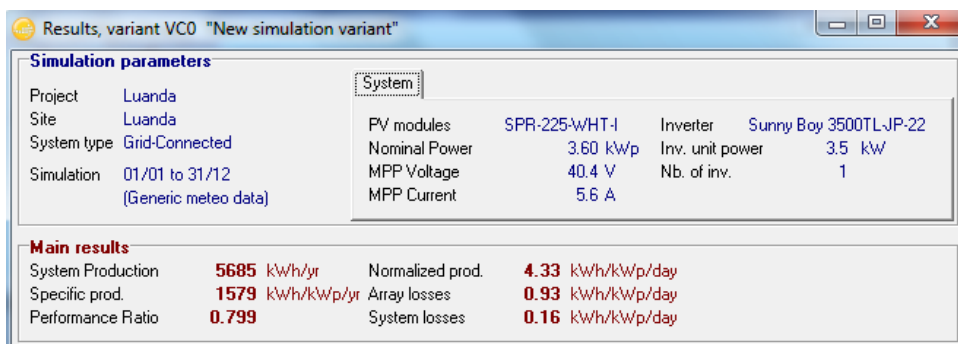 Results, variant VC0 "New simulation variant"
Simulation parameters
System
Project Luanda
Site Luanda
System type Grid-Connected
Simulation 01/01 to 31/12
(Generic meteo data)
PV modules SPR-225-WHT-I Inverter Sunny Boy 3500TL-JP-22
Nominal Power 3.60 kWp Inv. unit power 3.5 kW
MPP Voltage 40.4 V Nb. of inv. 1
MPP Current 5.6 A
Main results
System Production 5685 kWh/yr Normalized prod. 4.33 kWh/kWp/day
Specific prod. 1579 kWh/kWp/yr Array losses 0.93 kWh/kWp/day
Performance Ratio 0.799 System losses 0.16 kWh/kWp/day